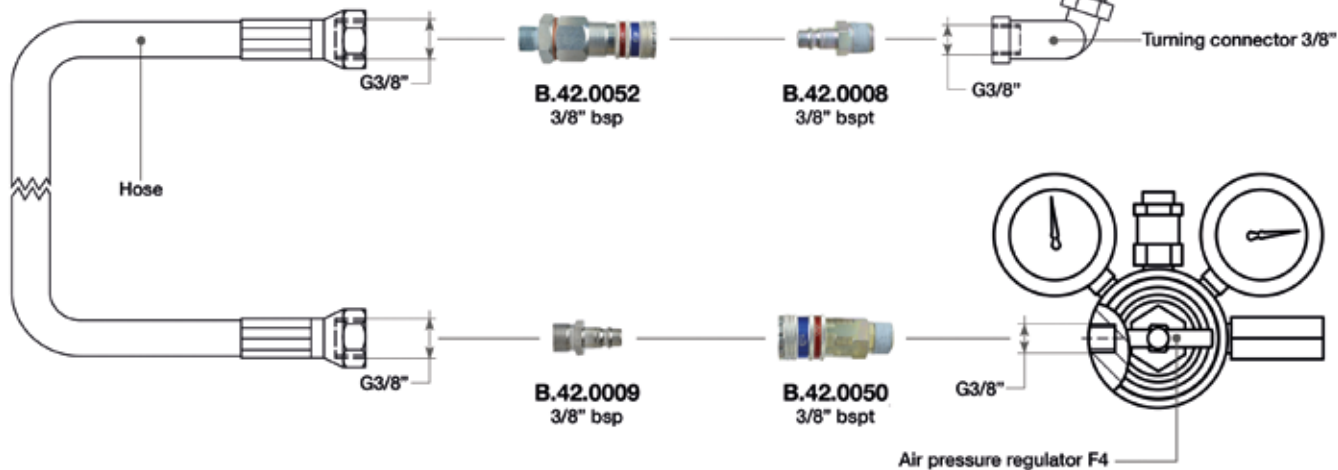 Turning connector 3/8”
G3/8”
G3/8”
B.42.0052
3/8” bsp
B.42.0008
3/8” bspt
Hose
G3/8”
G3/8”
B.42.0009
3/8” bsp
B.42.0050
3/8” bspt
Air pressure regulator F4